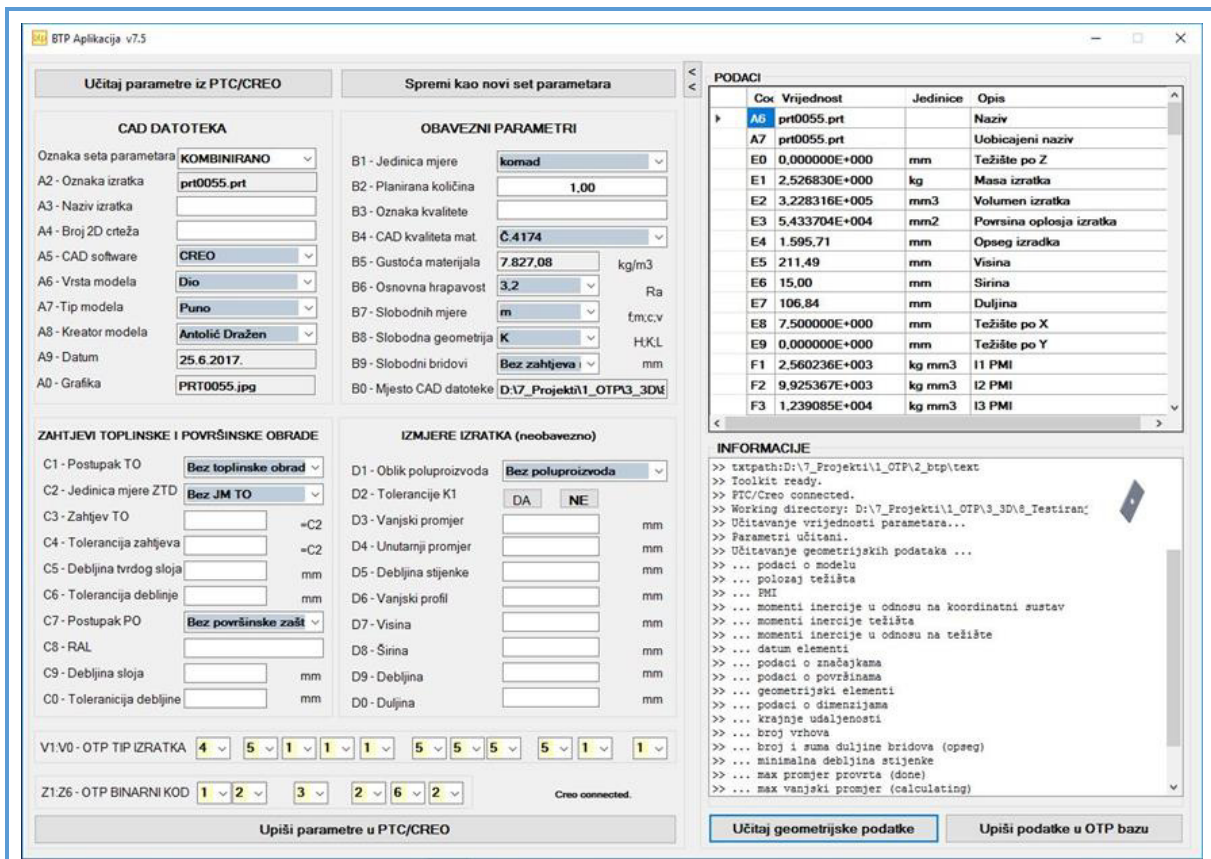 BTP Aplikacija v7.5
Učitaj parametre iz PTC/CREO
Spremi kao novi set parametara
CAD DATOTEKA
Oznaka seta parametara KOMBINIRANO
A2 - Oznaka izratka prt0055.prt
A3 - Naziv izratka
A4 - Broj 2D crteža
A5 - CAD software CREO
A6 - Vrsta modela Dio
A7 - Tip modela Puno
A8 - Kreator modela Antolić Dražen
A9 - Datum 25.6.2017.
A0 - Grafika PRT0055.jpg
OBAVEZNI PARAMETRI
B1 - Jedinica mjere komad
B2 - Planirana količina 1,00
B3 - Oznaka kvalitete
B4 - CAD kvaliteta mat. Č.4174
B5 - Gustoća materijala 7.827,08 kg/m3
B6 - Osnovna hrapavost 3,2 Ra
B7 - Slobodnih mjere m f;m;c;v
B8 - Slobodna geometrija K H;K;L
B9 - Slobodni bridovi Bez zahtjeva mm
B0 - Mjesto CAD datoteke D:\7_Projekti\1_OTP\3_3D\
ZAHTJEVI TOPLINSKE I POVRŠINSKE OBRADE
C1 - Postupak TO Bez toplinske obrad
C2 - Jedinica mjere ZTD Bez JM TO
C3 - Zahtjev TO =C2
C4 - Tolerancija zahtjeva =C2
C5 - Debljina tvrdog sloja mm
C6 - Tolerancija deblinje mm
C7 - Postupak PO Bez površinske zašt
C8 - RAL
C9 - Debljina sloja mm
C0 - Toleranicija debljine mm
IZMJERE IZRATKA (neobavezno)
D1 - Oblik poluproizvoda Bez poluproizvoda
D2 - Tolerancije K1 DA NE
D3 - Vanjski promjer mm
D4 - Unutarnji promjer mm
D5 - Debljina stijenke mm
D6 - Vanjski profil mm
D7 - Visina mm
D8 - Širina mm
D9 - Debljina mm
D0 - Duljina mm
V1:V0 - OTP TIP IZRATKA 4 5 1 1 1 5 5 5 5 1 1
Z1:Z6 - OTP BINARNI KOD 1 2 3 2 6 2 Creo connected.
Upiši parametre u PTC/CREO
< <
PODACI
Vrijednost Jedinice Opis
A6 prt0055.prt Naziv
A7 prt0055.prt Uobicajeni naziv
E0 0,000000E+000 mm Težište po Z
E1 2,526830E+000 kg Masa izratka
E2 3,228316E+005 mm3 Volumen izratka
E3 5,433704E+004 mm2 Povrsina oplosja izratka
E4 1.595,71 mm Opseg izradka
E5 211,49 mm Visina
E6 15,00 mm Sirina
E7 106,84 mm Duljina
E8 7,500000E+000 mm Težište po X
E9 0,000000E+000 mm Težište po Y
F1 2,560236E+003 kg mm3 I1 PMI
F2 9,925367E+003 kg mm3 I2 PMI
F3 1,239085E+004 kg mm3 I3 PMI
INFORMACIJE
>> txtpath:D:\7_Projekti\1_OTP\2_btp\text
>> Toolkit ready.
>> PTC/Creo connected.
>> Working directory: D:\7_Projekti\1_OTP\3_3D\8_Testiranj
>> Učitavanje vrijednosti parametara...
>> Parametri učitani.
>> Učitavanje geometrijskih podataka ...
>> ... podaci o modelu
>> ... polozaj težišta
>> ... PMI
>> ... momenti inercije u odnosu na koordinatni sustav
>> ... momenti inercije težišta
>> ... momenti inercije u odnosu na težište
>> ... datum elementi
>> ... podaci o značajkama
>> ... podaci o površinama
>> ... geometrijski elementi
>> ... podaci o dimenzijama
>> ... krajnje udaljenosti
>> ... broj vrhova
>> ... broj i suma duljine bridova (opseg)
>> ... minimalna debljina stijenke
>> ... max promjer provrta (done)
>> ... max vanjski promjer (calculating)
Učitaj geometrijske podatke
Upiši podatke u OTP bazu